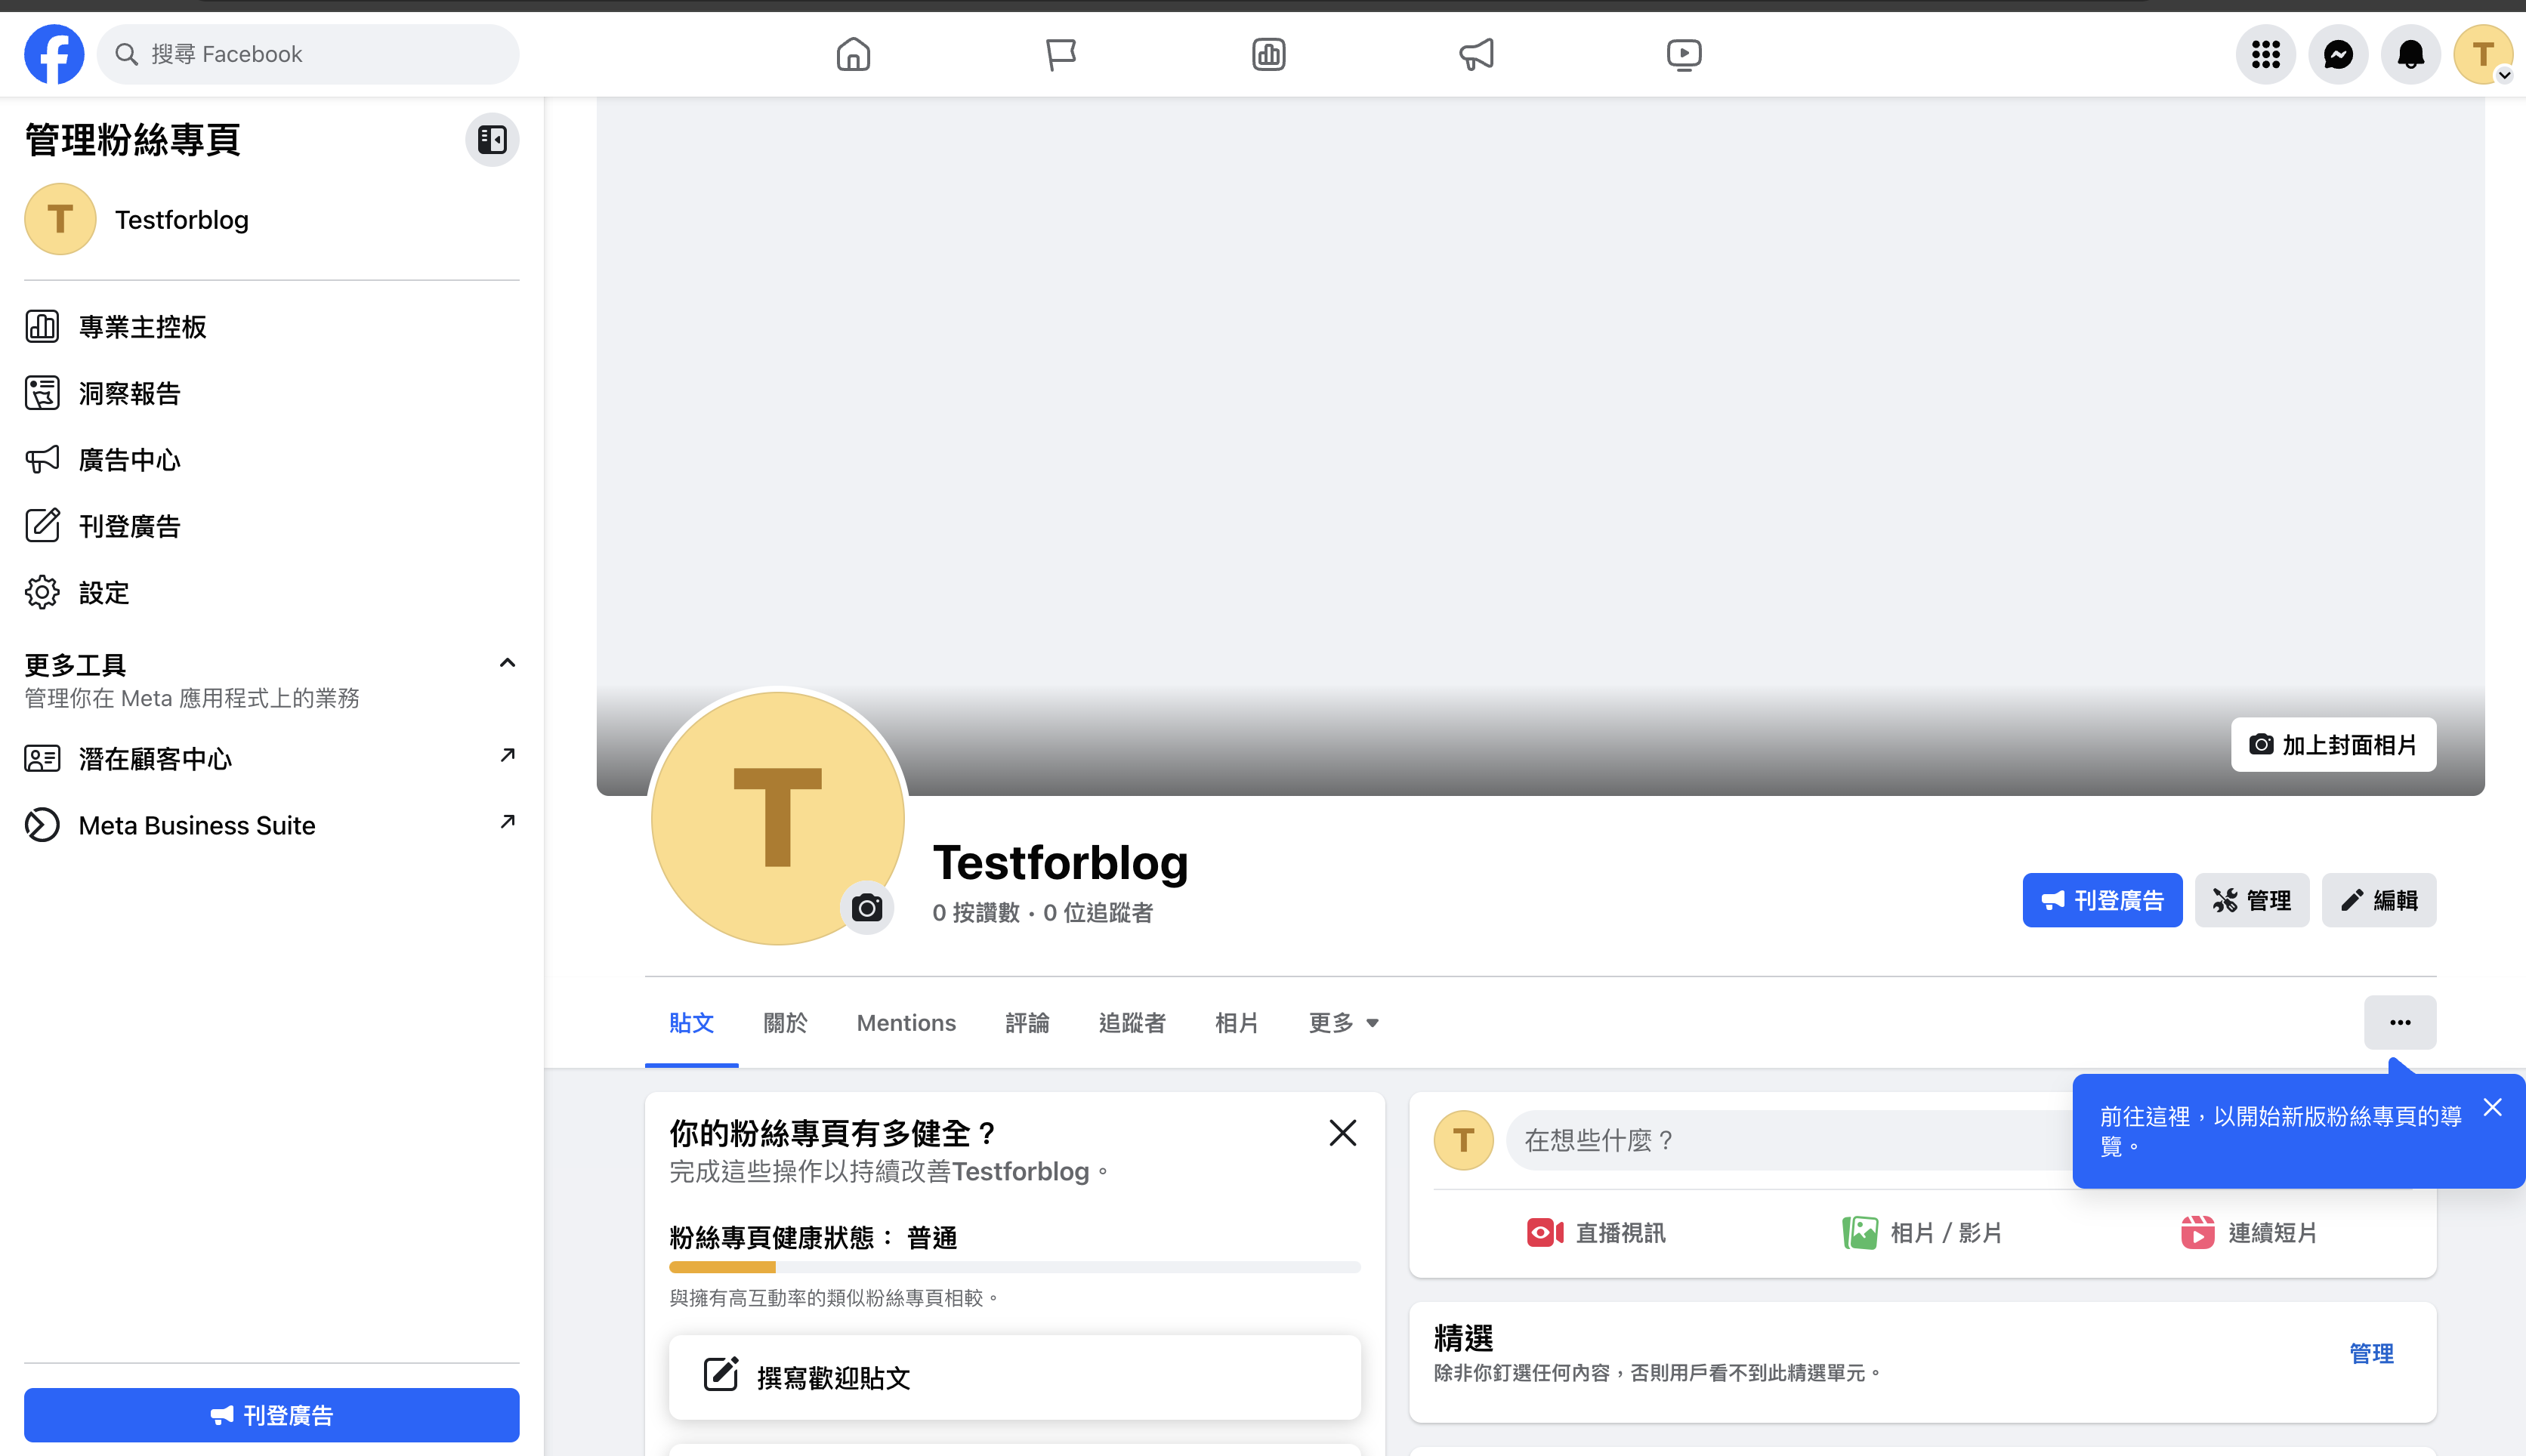 搜尋 Facebook
T
管理粉絲專頁
T
Testforblog
專業主控板
洞察報告
廣告中心
刊登廣告
設定
更多工具
管理你在 Meta 應用程式上的業務
潛在顧客中心
Meta Business Suite
刊登廣告
加上封面相片
T
Testforblog
0 按讚數 · 0 位追蹤者
刊登廣告
管理
編輯
貼文 關於 Mentions 評論 追蹤者 相片 更多
前往這裡，以開始新版粉絲專頁的導
覽。
你的粉絲專頁有多健全？
完成這些操作以持續改善Testforblog。
粉絲專頁健康狀態： 普通
與擁有高互動率的類似粉絲專頁相較。
撰寫歡迎貼文
T
在想些什麼？
直播視訊
相片 / 影片
連續短片
精選
管理
除非你釘選任何內容，否則用戶看不到此精選單元。